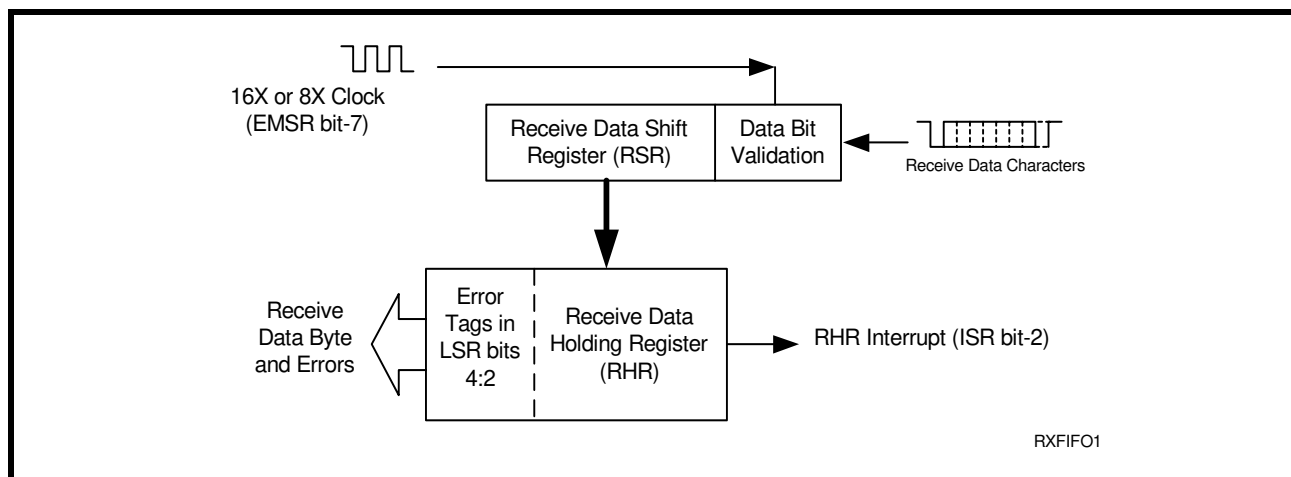 16X or 8X Clock
(EMSR bit-7)
Receive Data Shift
Register (RSR)
Data Bit
Validation
Receive Data Characters
Receive
Data Byte
and Errors
Error
Tags in
LSR bits
4:2
Receive Data
Holding Register
(RHR)
RHR Interrupt (ISR bit-2)
RXFIFO1